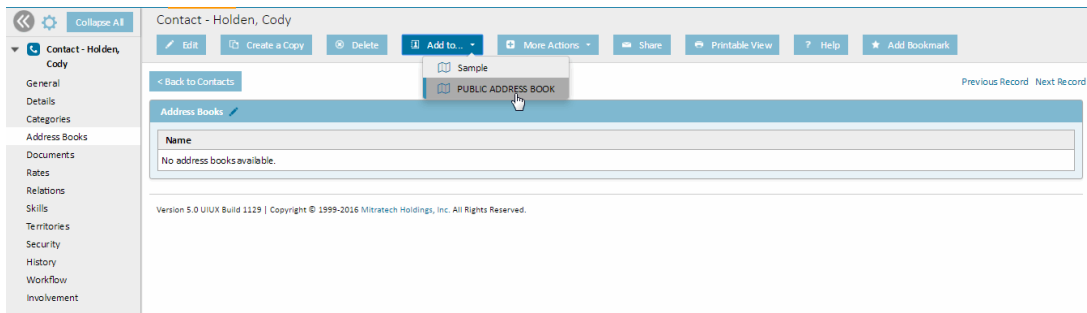 Collapse All
Contact - Holden,
Cody
General
Details
Categories
Address Books
Documents
Rates
Relations
Skills
Territories
Security
History
Workflow
Involvement
Contact - Holden, Cody
Edit Create a Copy Delete Add to... More Actions Share Printable View ? Help Add Bookmark
Sample
PUBLIC ADDRESS BOOK
< Back to Contacts Previous Record Next Record
Address Books
Name
No address books available.
Version 5.0 UIUX Build 1129 | Copyright © 1999-2016 Mitratech Holdings, Inc. All Rights Reserved.